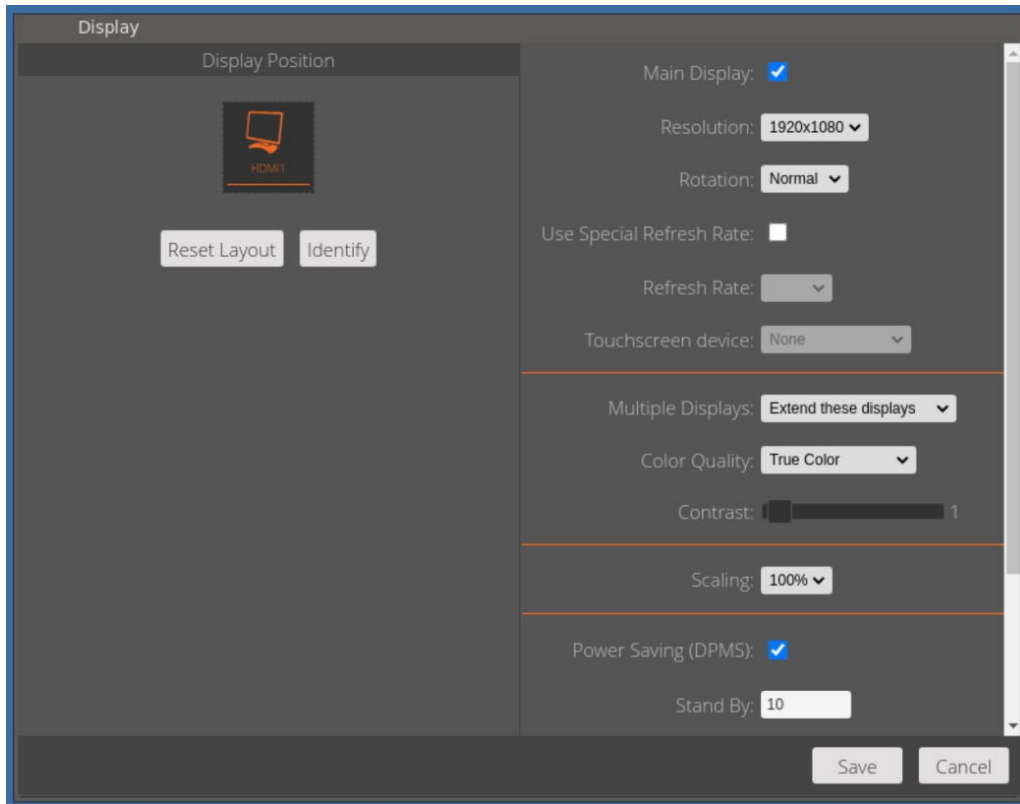 Display
Display Position
HDMI1
Reset Layout
Identify
Main Display:
Resolution: 1920x1080
Rotation: Normal
Use Special Refresh Rate:
Refresh Rate:
Touchscreen device: None
Multiple Displays: Extend these displays
Color Quality: True Color
Contrast: 1
Scaling: 100%
Power Saving (DPMS):
Stand By: 10
Save
Cancel